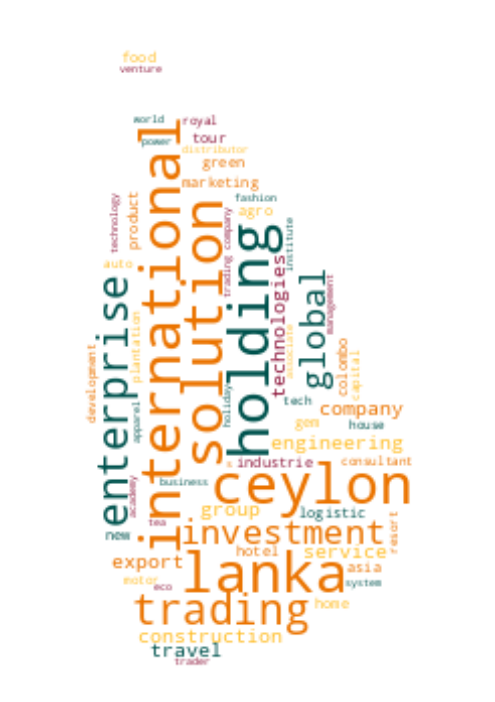 food
venture
world
royal
power
tour
distributor
green
marketing
international
technology
product
fashion
agro
solution
company
trading
holding
institute
auto
technologies
enterprise
global
management
plantation
associate
development
apparel
holiday
colombo
capital
tech
company
gem
house
engineering
s
industrie
consultant
academy
business
ceylon
group
logistic
tea
new
investment
resort
hotel
service
export
lanka
asia
motor
eco
system
trading
home
construction
travel
trader